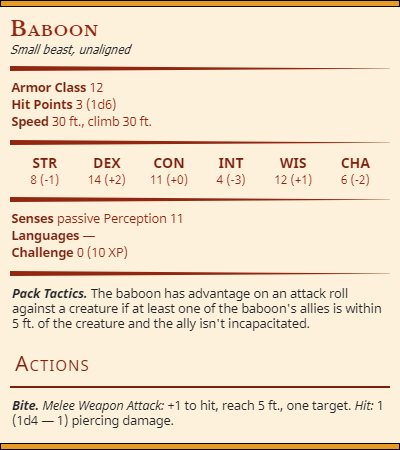 Baboon
Small beast, unaligned
Armor Class 12
Hit Points 3 (1d6)
Speed 30 ft., climb 30 ft.
STR DEX CON INT WIS CHA
8 (-1) 14 (+2) 11 (+0) 4 (-3) 12 (+1) 6 (-2)
Senses passive Perception 11
Languages —
Challenge 0 (10 XP)
Pack Tactics. The baboon has advantage on an attack roll
against a creature if at least one of the baboon's allies is within
5 ft. of the creature and the ally isn't incapacitated.
Actions
Bite. Melee Weapon Attack: +1 to hit, reach 5 ft., one target. Hit: 1
(1d4 — 1) piercing damage.